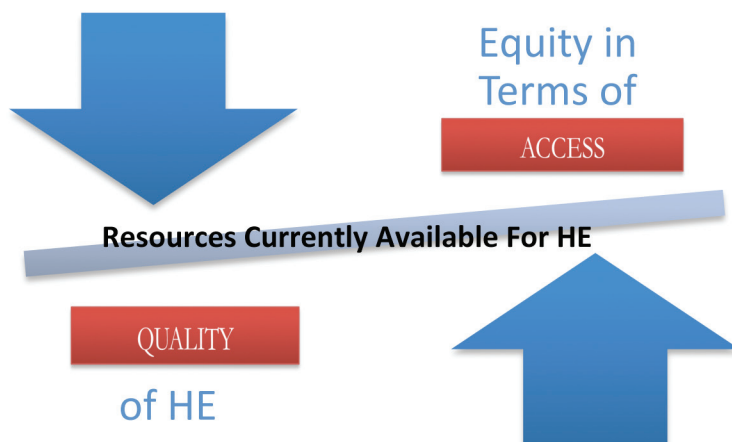 Equity in
Terms of
ACCESS
Resources Currently Available For HE
QUALITY
of HE